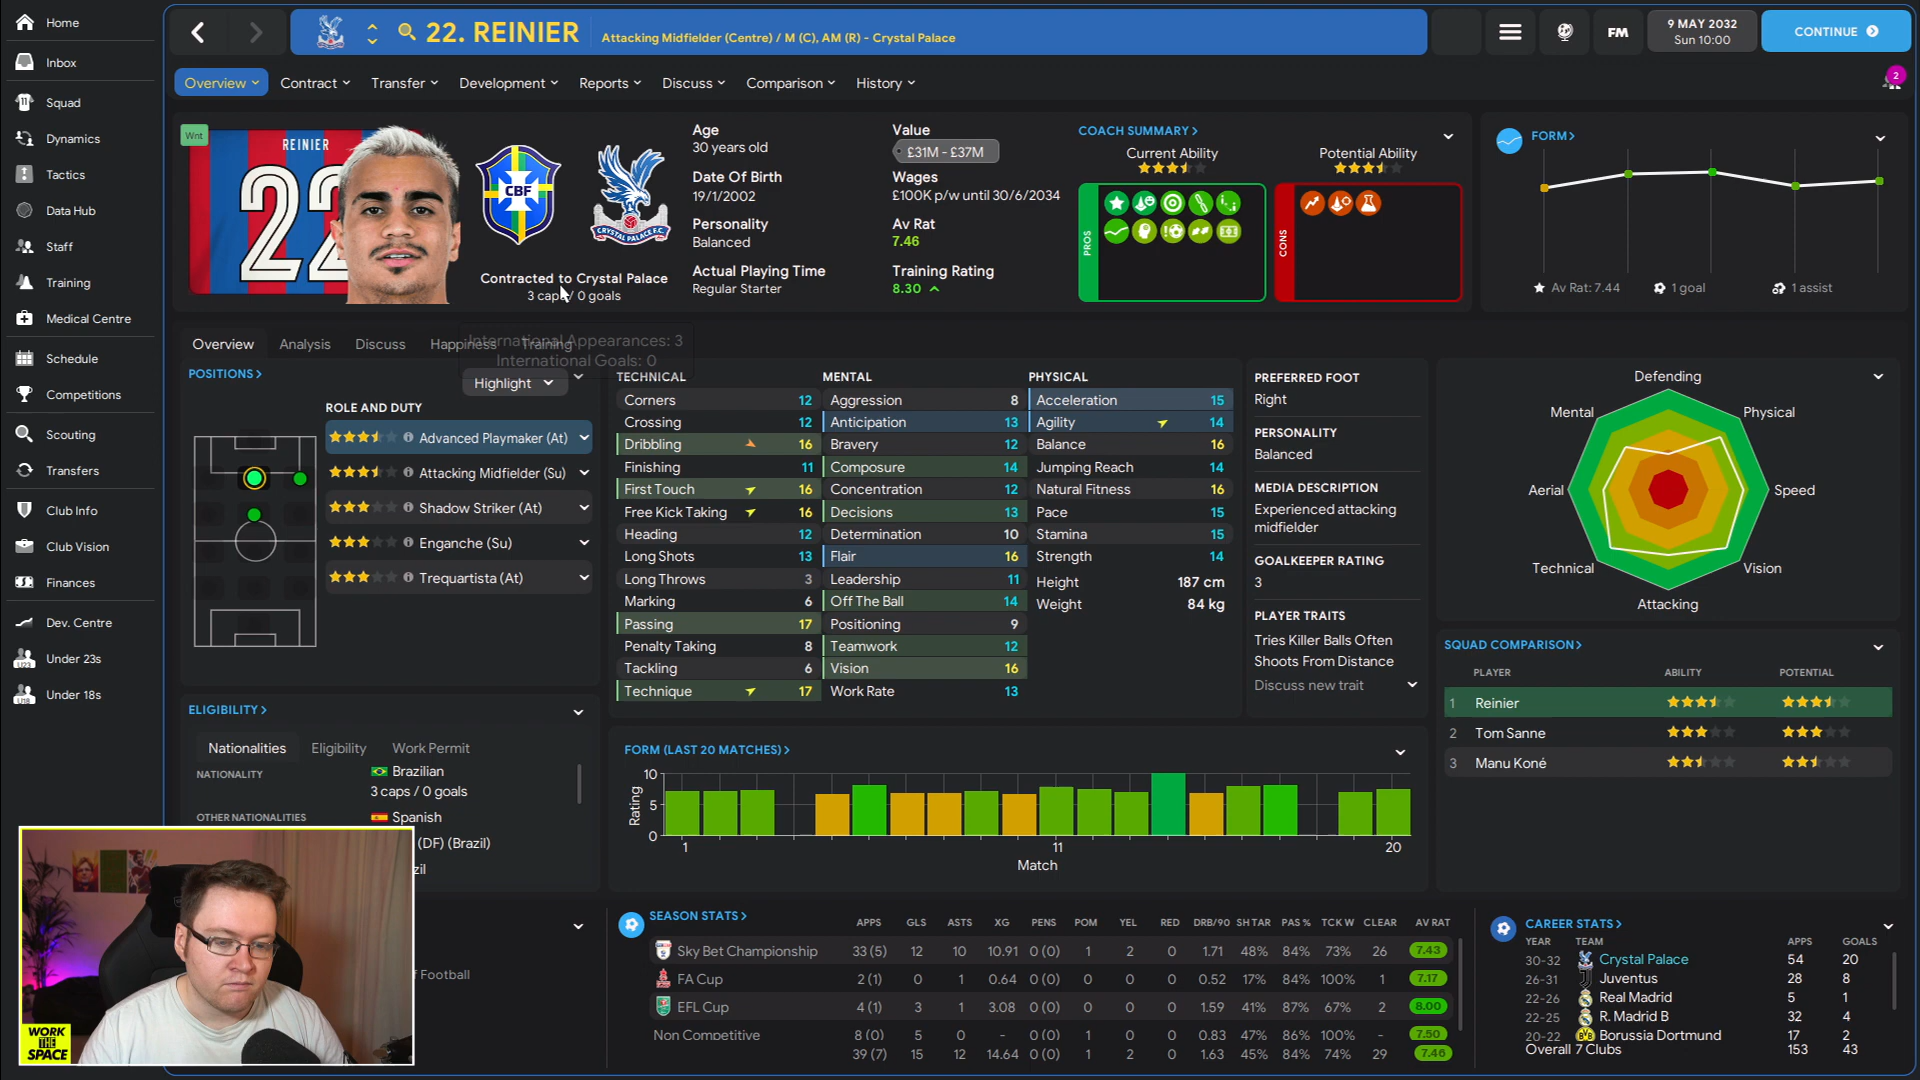 Home
Inbox
Squad
Dynamics
Tactics
Data Hub
Staff
Training
Medical Centre
Schedule
Competitions
Scouting
Transfers
Club Info
Club Vision
Finances
Dev. Centre
Under 23s
Under 18s
22. REINIER
Attacking Midfielder (Centre) / M (C), AM (R) - Crystal Palace
FM
9 MAY 2032
Sun 10:00
CONTINUE
2
Overview Contract Transfer Development Reports Discuss Comparison History
Wnt
REINIER
22
CBF
CRYSTAL PALACE F.C.
Contracted to Crystal Palace
3 caps / 0 goals
International Appearances: 3
International Goals: 0
Age
30 years old
Date Of Birth
19/1/2002
Personality
Balanced
Actual Playing Time
Regular Starter
Value
£31M - £37M
Wages
£100K p/w until 30/6/2034
Av Rat
7.46
Training Rating
8.30
COACH SUMMARY >
Current Ability
Potential Ability
PROS
CONS
FORM >
Av Rat: 7.44 1 goal 1 assist
Overview Analysis Discuss Happiness Training
POSITIONS >
Highlight
ROLE AND DUTY
Advanced Playmaker (At)
Attacking Midfielder (Su)
Shadow Striker (At)
Enganche (Su)
Trequartista (At)
TECHNICAL
Corners 12
Crossing 12
Dribbling 16
Finishing 11
First Touch 16
Free Kick Taking 16
Heading 12
Long Shots 13
Long Throws 3
Marking 6
Passing 17
Penalty Taking 8
Tackling 6
Technique 17
MENTAL
Aggression 8
Anticipation 13
Bravery 12
Composure 14
Concentration 12
Decisions 13
Determination 10
Flair 16
Leadership 11
Off The Ball 14
Positioning 9
Teamwork 12
Vision 16
Work Rate 13
PHYSICAL
Acceleration 15
Agility 14
Balance 16
Jumping Reach 14
Natural Fitness 16
Pace 15
Stamina 15
Strength 14
Height 187 cm
Weight 84 kg
PREFERRED FOOT
Right
PERSONALITY
Balanced
MEDIA DESCRIPTION
Experienced attacking
midfielder
GOALKEEPER RATING
3
PLAYER TRAITS
Tries Killer Balls Often
Shoots From Distance
Discuss new trait
Defending
Mental Physical
Aerial Speed
Technical Vision
Attacking
SQUAD COMPARISON >
PLAYER ABILITY POTENTIAL
1 Reinier
2 Tom Sanne
3 Manu Koné
ELIGIBILITY >
Nationalities Eligibility Work Permit
NATIONALITY
Brazilian
3 caps / 0 goals
OTHER NATIONALITIES
Spanish
(DF) (Brazil)
zil
f Football
WORK
THE
SPACE
FORM (LAST 20 MATCHES) >
Rating
10
5
0
1 11 20
Match
SEASON STATS >
APPS GLS ASTS XG PENS POM YEL RED DRB/90 SH TAR PAS % TCK W CLEAR AV RAT
Sky Bet Championship 33 (5) 12 10 10.91 0 (0) 1 2 0 1.71 48% 84% 73% 26 7.43
FA Cup 2 (1) 0 1 0.64 0 (0) 0 0 0 0.52 17% 84% 100% 1 7.17
EFL Cup 4 (1) 3 1 3.08 0 (0) 0 0 0 1.59 41% 87% 67% 2 8.00
Non Competitive 8 (0) 5 0 - 0 (0) 1 0 0 0.83 47% 86% 100% - 7.50
39 (7) 15 12 14.64 0 (0) 1 2 0 1.63 45% 84% 74% 29 7.46
CAREER STATS >
YEAR TEAM APPS GOALS
30-32 Crystal Palace 54 20
26-31 Juventus 28 8
22-26 Real Madrid 5 1
22-25 R. Madrid B 32 4
20-22 Borussia Dortmund 17 2
Overall 7 Clubs 153 43